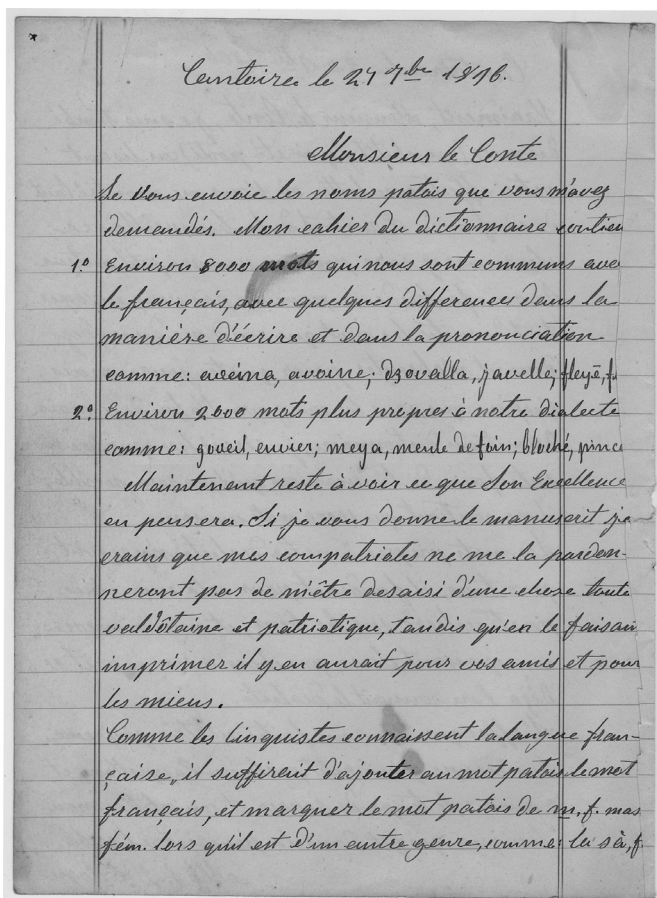 le 27 7bre
Monsieur le Conte
Je vous envoie les noms patois que vous m'avez
demandés. Mon cahier du dictionnaire contien
1.o Environ 8000 mots qui nous sont communs ave
le français, avec quelques differences dans la
maniére d'écrire et dans la prononciation
comme: aveina, avoine; dzovalla, javelle; fleyé, f
2.o Environ 2000 mots plus propres à notre dialecte
comme: goveil, envier; meya, meule de foin; bloché, pince
Maintenant reste à voir ce que Son Excellence
en pensera. Si je vous donne le manuscrit je
crains que mes compatriotes ne me la pardon-
neront pas de m'être desaisi d'une chose toute
valdôtaine et patriotique, tandis qu'en le faisan
imprimer il y en aurait pour vos amis et pour
les miens.
Comme les linguistes connaissent la langue fran-
çaise, il suffirait d'ajouter au mot patois le mot
français, et marquer le mot patois de m, f. mas
fém. lors qu'il est d'un autre genre, comme: la sà, f.